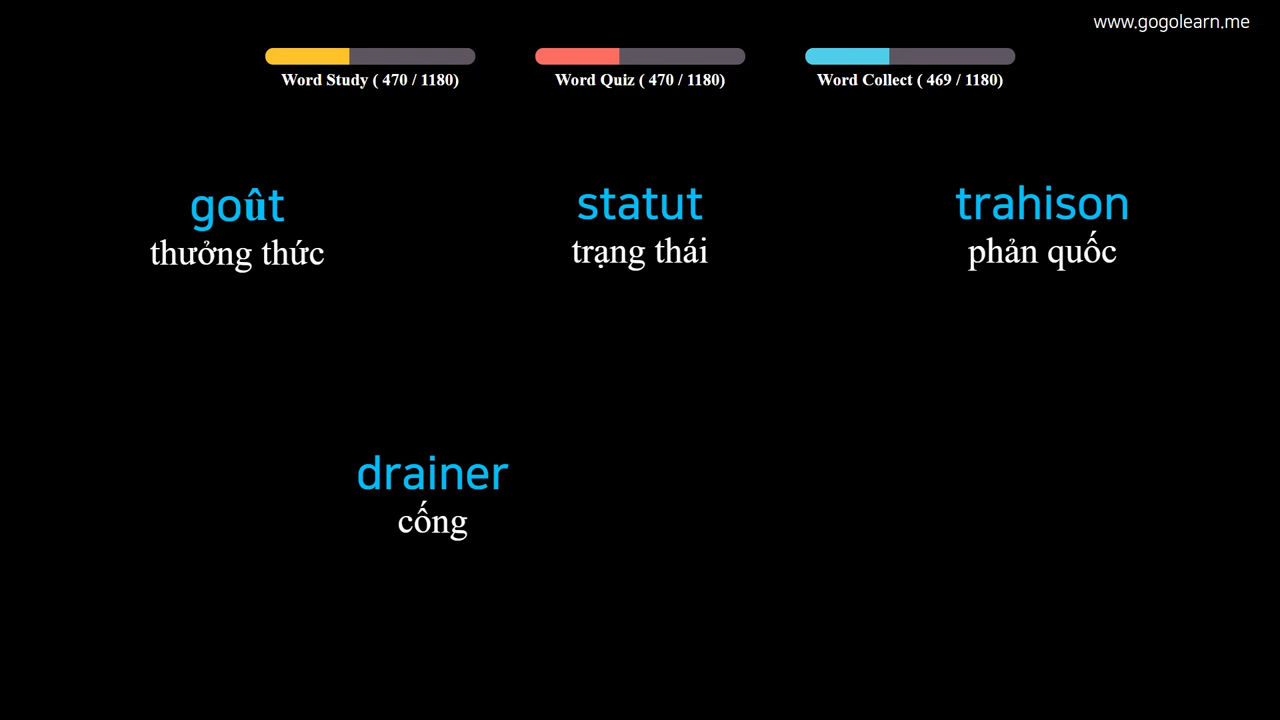 www.gogolearn.me
Word Study ( 470 / 1180)
Word Quiz ( 470 / 1180)
Word Collect ( 469 / 1180)
goût
thưởng thức
statut
trạng thái
trahison
phản quốc
drainer
cống